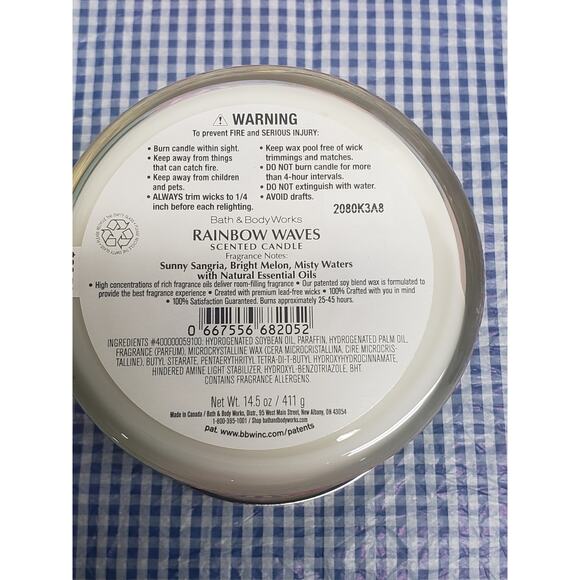 ⚠ WARNING
To prevent FIRE and SERIOUS INJURY:
• Burn candle within sight.
• Keep away from things
that can catch fire.
• Keep away from children
and pets.
• ALWAYS trim wicks to 1/4
inch before each relighting.
• Keep wax pool free of wick
trimmings and matches.
• DO NOT burn candle for more
than 4-hour intervals.
• DO NOT extinguish with water.
• AVOID drafts.
2080K3A8
Bath & Body Works
RAINBOW WAVES
SCENTED CANDLE
Fragrance Notes:
Sunny Sangria, Bright Melon, Misty Waters
with Natural Essential Oils
• High concentrations of rich fragrance oils deliver room-filling fragrance • Our patented soy blend wax is formulated to
provide the best fragrance experience • Created with premium lead-free wicks • 100% Crafted with you in mind
• 100% Satisfaction Guaranteed. Burns approximately 25-45 hours.
0 667556 682052
INGREDIENTS #400000059100: HYDROGENATED SOYBEAN OIL, PARAFFIN, HYDROGENATED PALM OIL,
FRAGRANCE (PARFUM), MICROCRYSTALLINE WAX (CERA MICROCRISTALLINA, CIRE MICROCRIS-
TALLINE), BUTYL STEARATE, PENTAERYTHRITYL TETRA-DI-T-BUTYL HYDROXYHYDROCINNAMATE,
HINDERED AMINE LIGHT STABILIZER, HYDROXYL-BENZOTRIAZOLE, BHT.
CONTAINS FRAGRANCE ALLERGENS.
Net Wt. 14.5 oz / 411 g
Made in Canada / Bath & Body Works, Distr., 95 West Main Street, New Albany, OH 43054
1-800-395-1001 / Shop bathandbodyworks.com
pat. www.bbwinc.com/patents